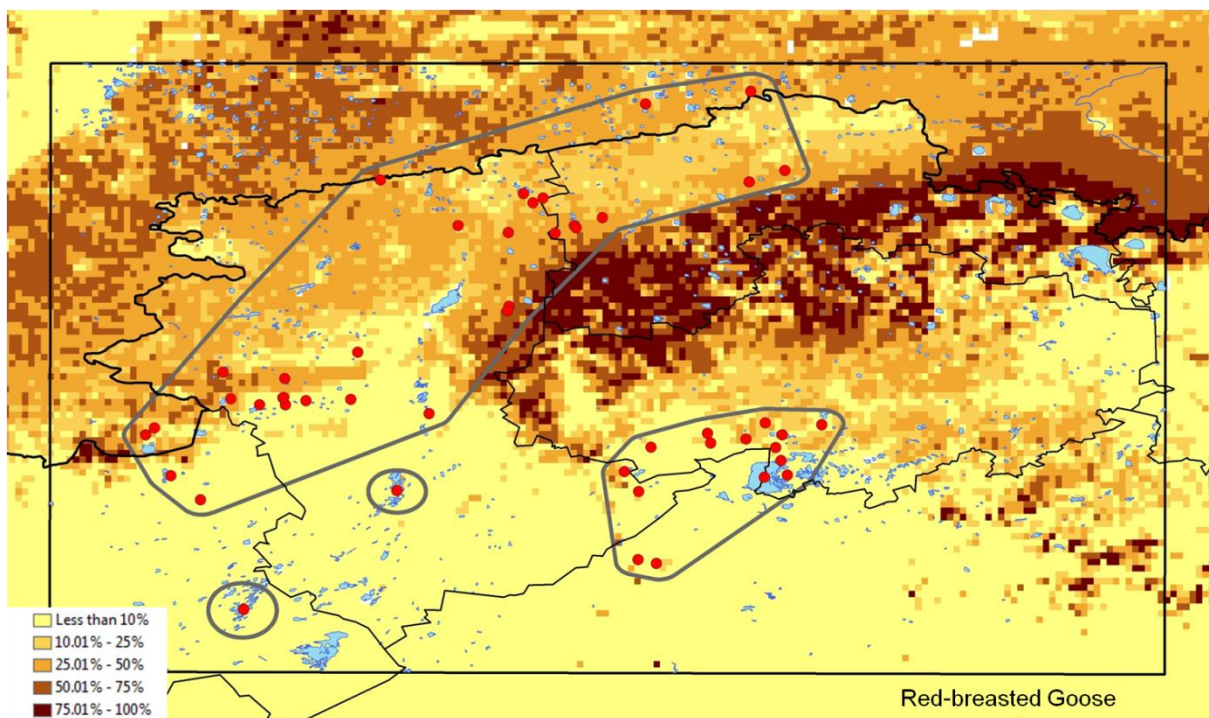 Less than 10%
10.01% - 25%
25.01% - 50%
50.01% - 75%
75.01% - 100%
Red-breasted Goose